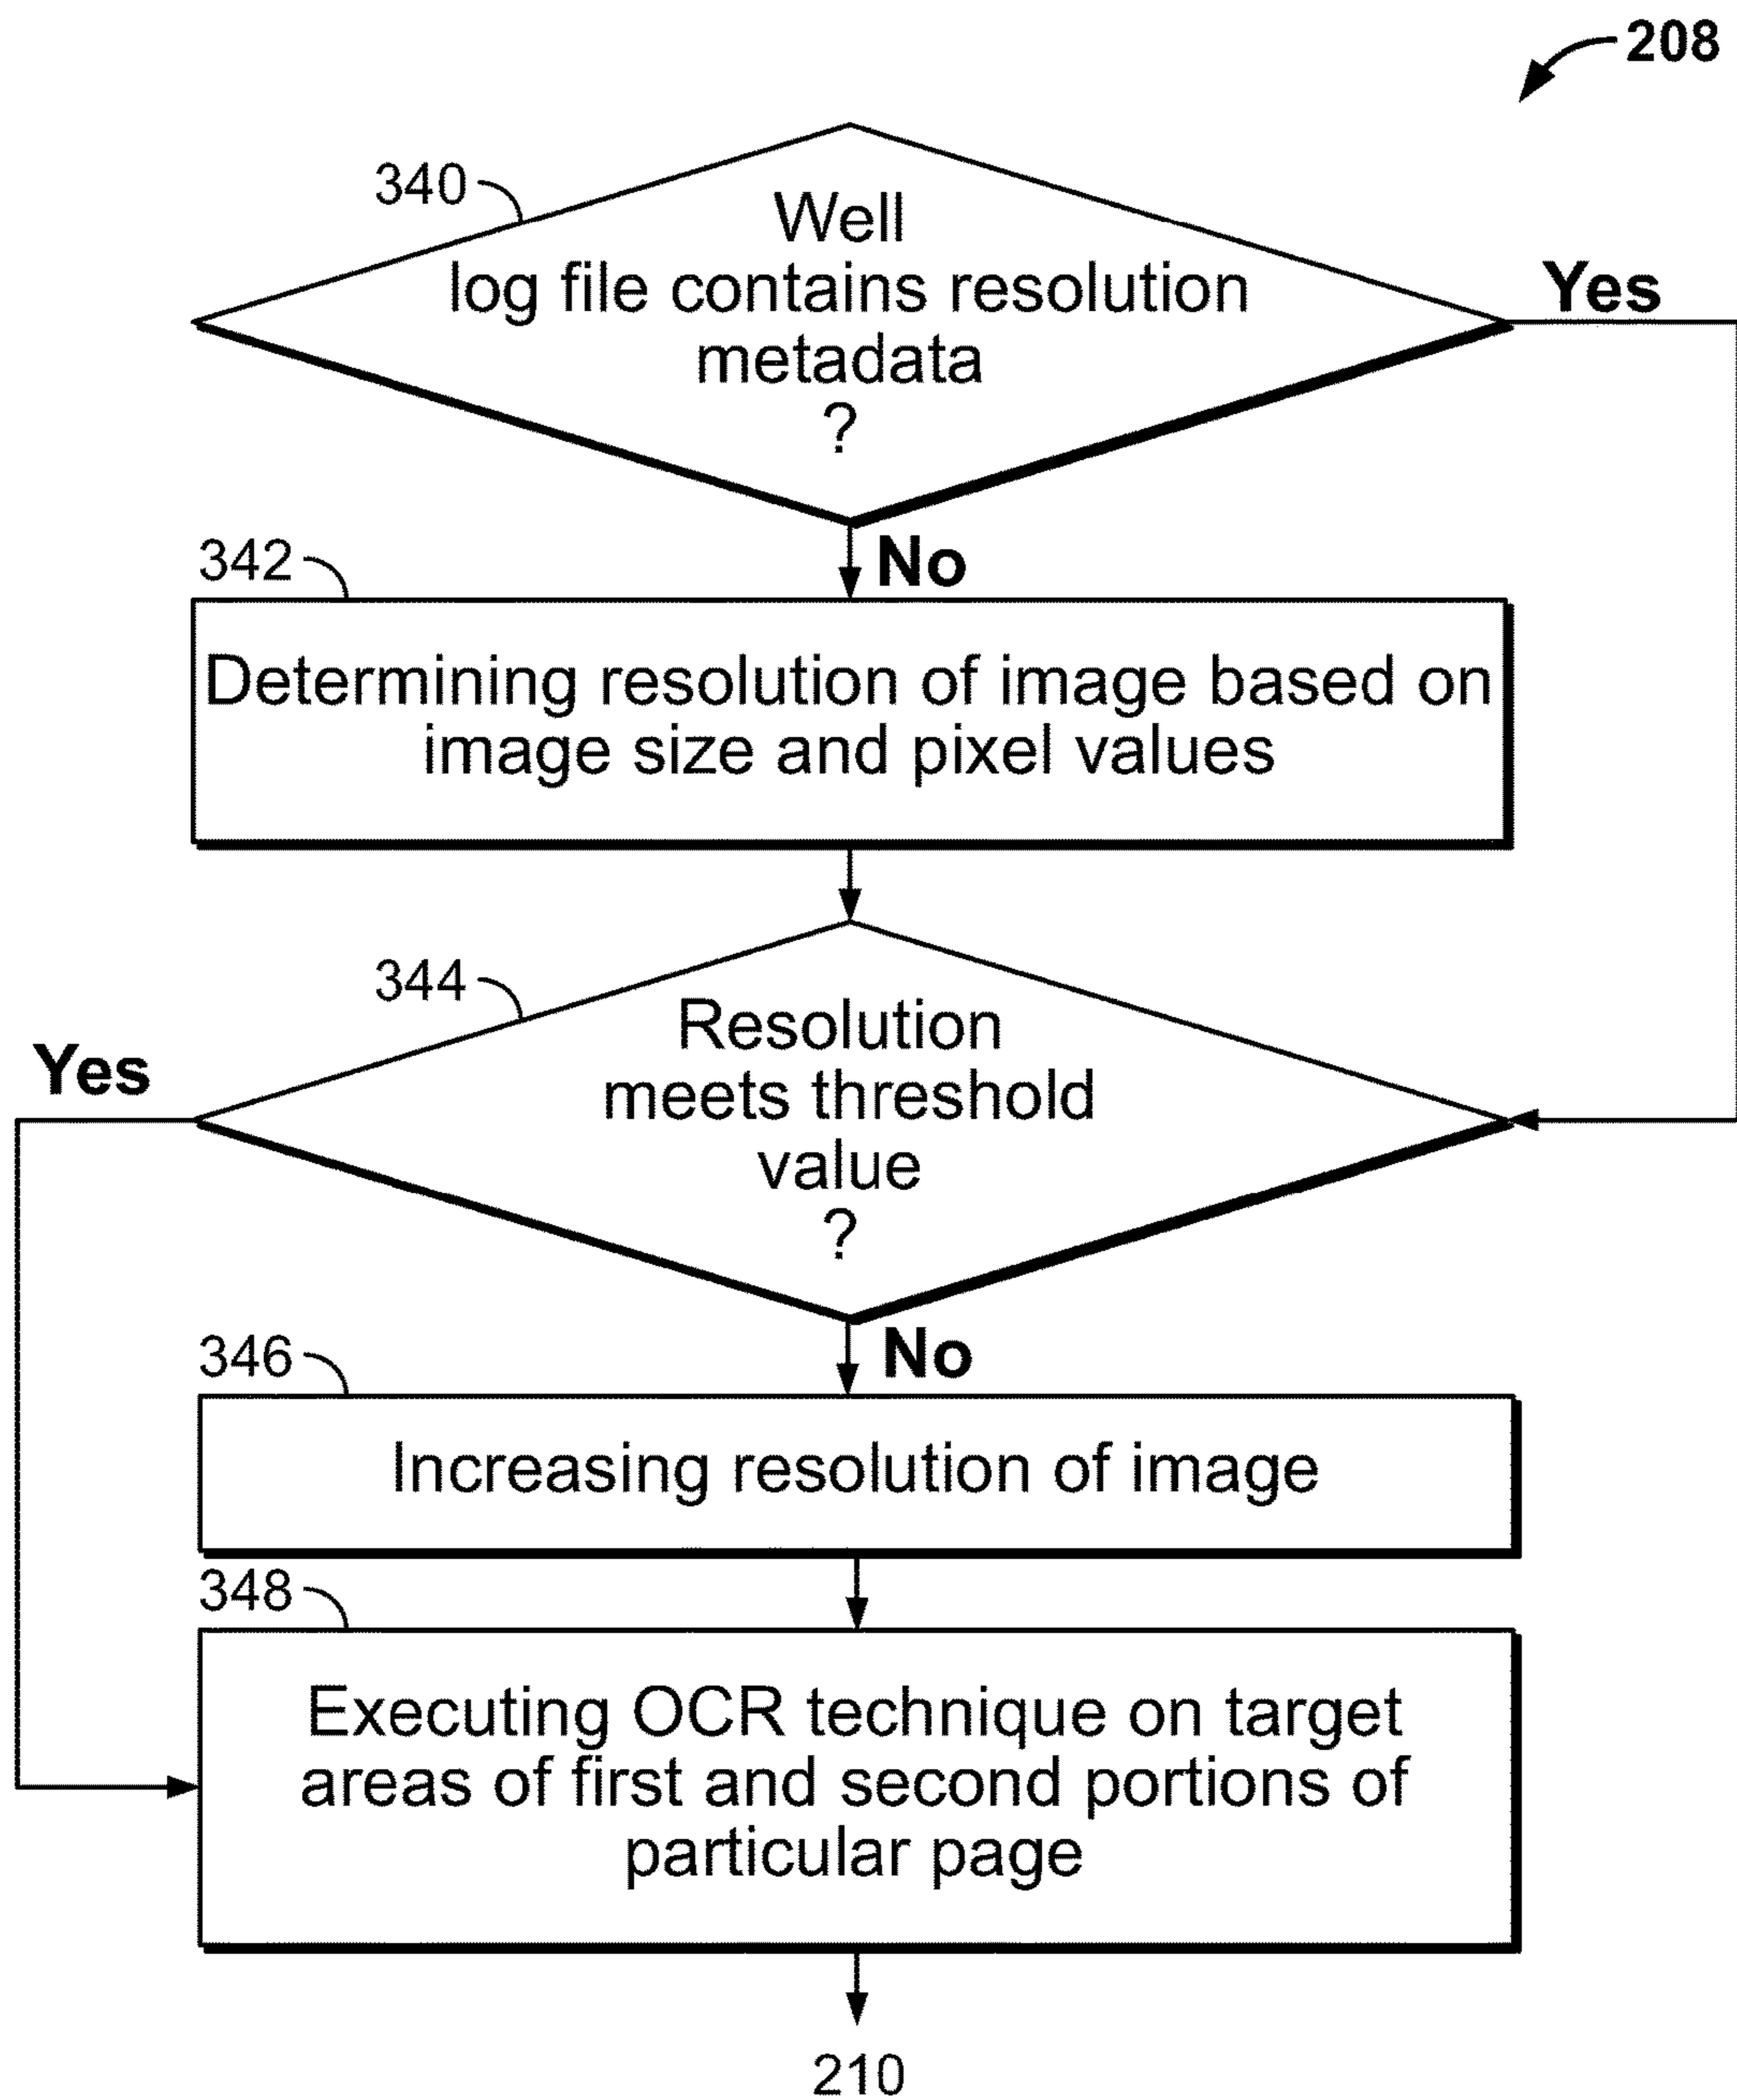 208
340
Well
log file contains resolution
metadata
?
Yes
No
342
Determining resolution of image based on
image size and pixel values
344
Resolution
meets threshold
value
?
Yes
No
346
Increasing resolution of image
348
Executing OCR technique on target
areas of first and second portions of
particular page
210